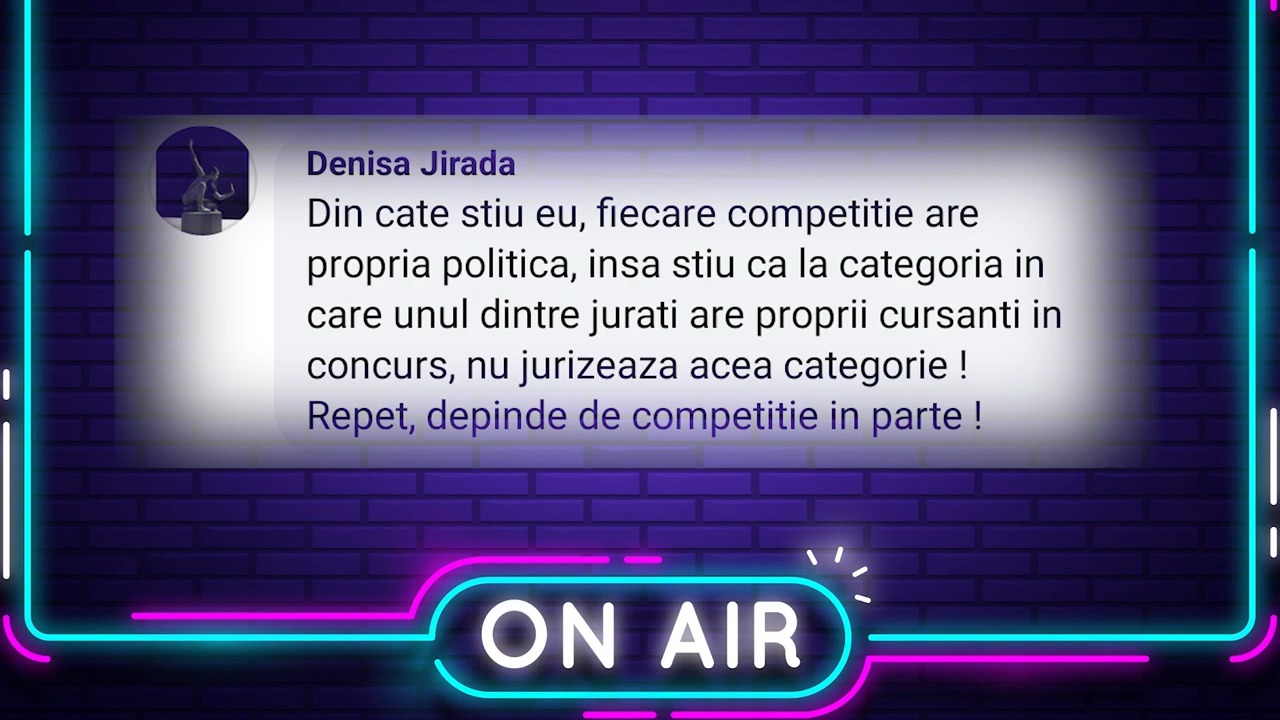 Denisa Jirada
Din cate stiu eu, fiecare competitie are
propria politica, insa stiu ca la categoria in
care unul dintre jurati are proprii cursanti in
concurs, nu jurizeaza acea categorie !
Repet, depinde de competitie in parte !
ON AIR